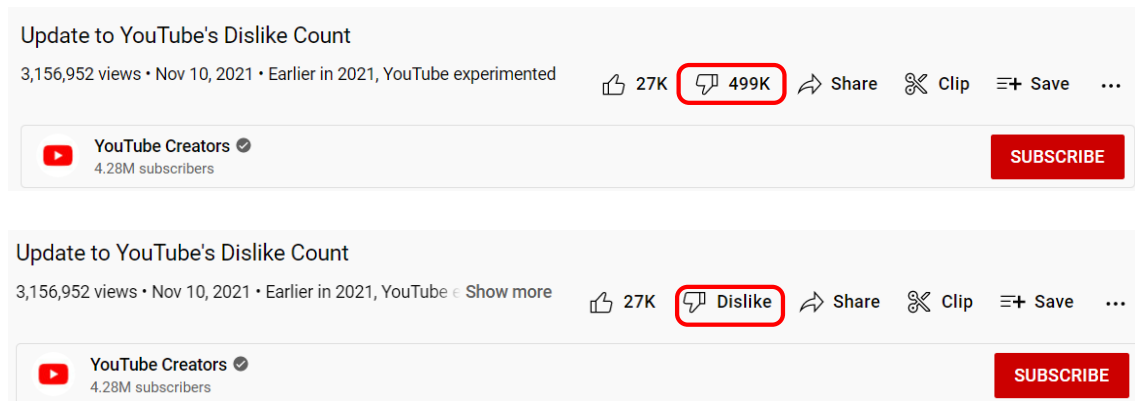 Update to YouTube's Dislike Count
3,156,952 views • Nov 10, 2021 • Earlier in 2021, YouTube experimented
27K 499K Share Clip Save ...
YouTube Creators
4.28M subscribers
SUBSCRIBE
Update to YouTube's Dislike Count
3,156,952 views • Nov 10, 2021 • Earlier in 2021, YouTube e Show more
27K Dislike Share Clip Save ...
YouTube Creators
4.28M subscribers
SUBSCRIBE